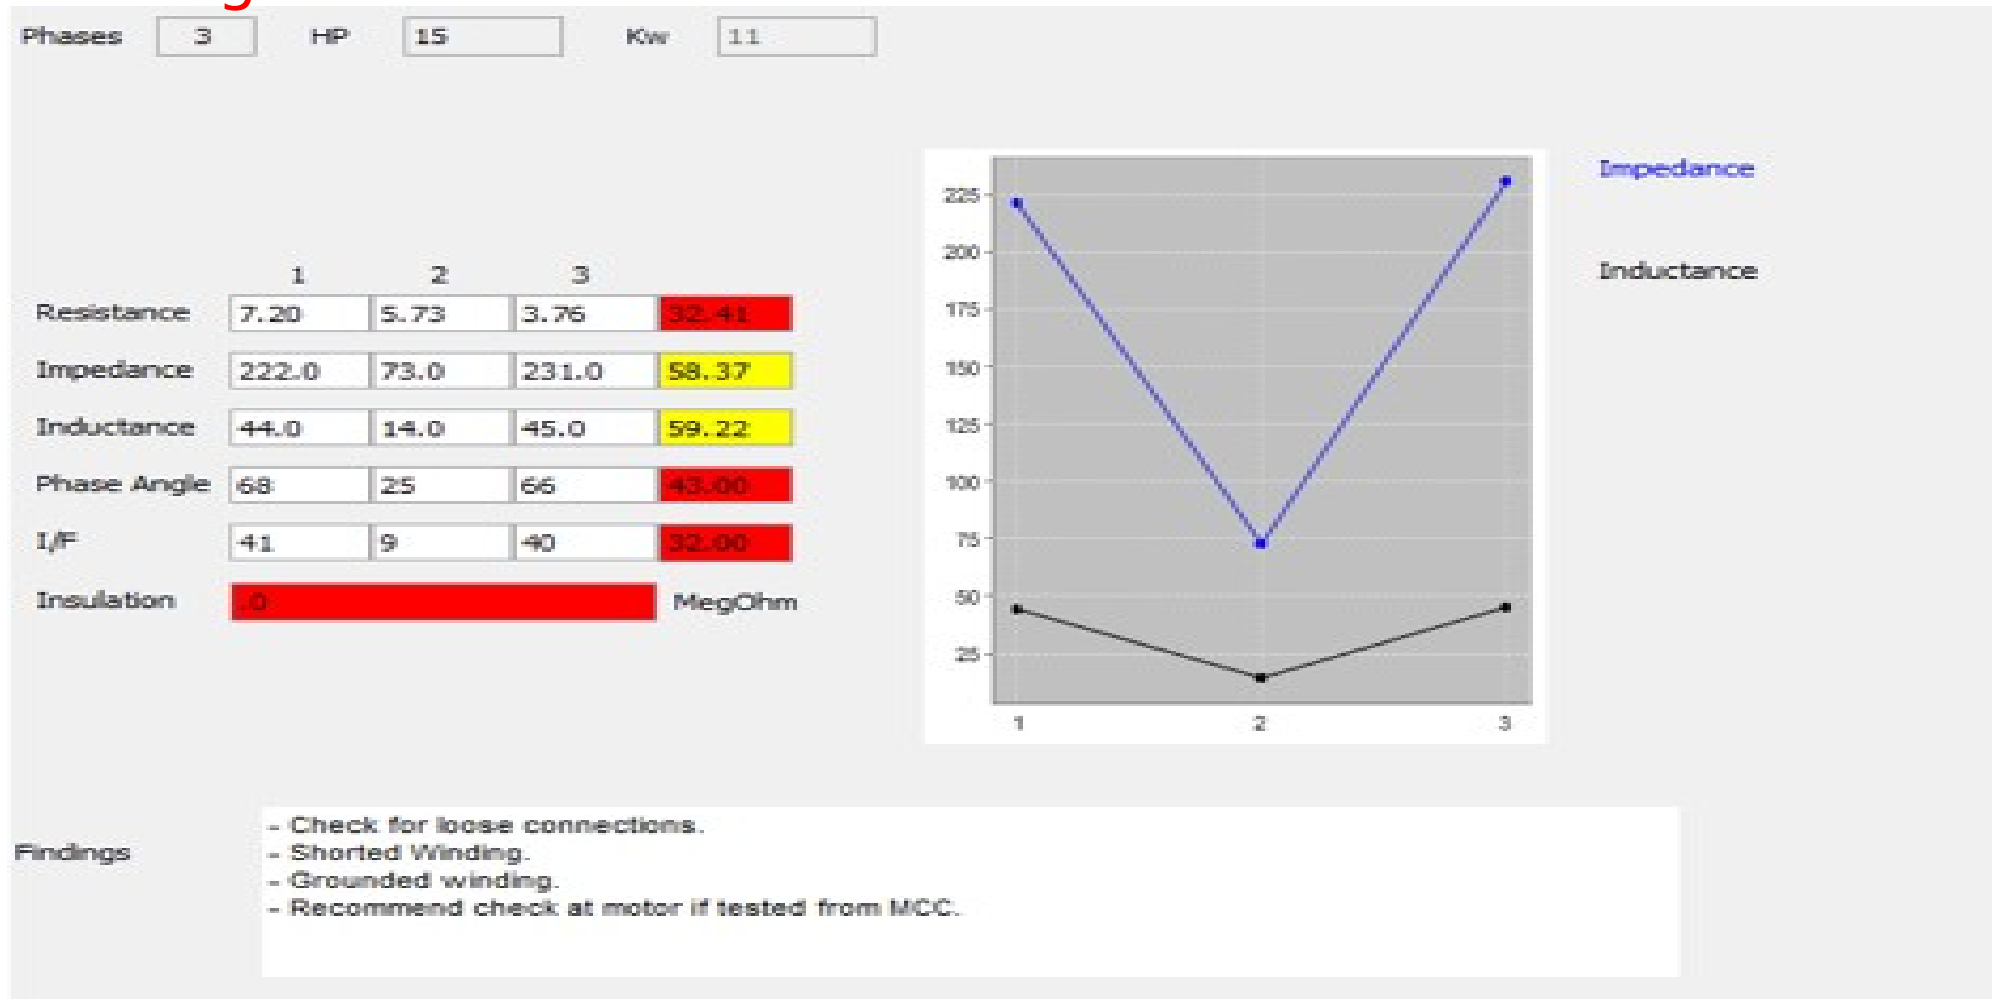 Phases 3 HP 15 Kw 11
Impedance
Inductance
225
200
175
150
125
100
75
50
25
1 2 3
1 2 3
Resistance 7.20 5.73 3.76 32.41
Impedance 222.0 73.0 231.0 58.37
Inductance 44.0 14.0 45.0 59.22
Phase Angle 68 25 66 43.00
I/F 41 9 40 32.00
Insulation .0 MegOhm
Findings
- Check for loose connections.
- Shorted Winding.
- Grounded winding.
- Recommend check at motor if tested from MCC.